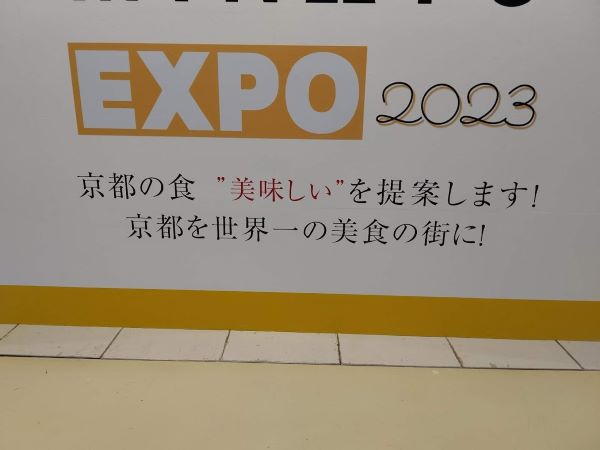 EXPO 2023
京都の食 ”美味しい”を提案します!
京都を世界一の美食の街に!